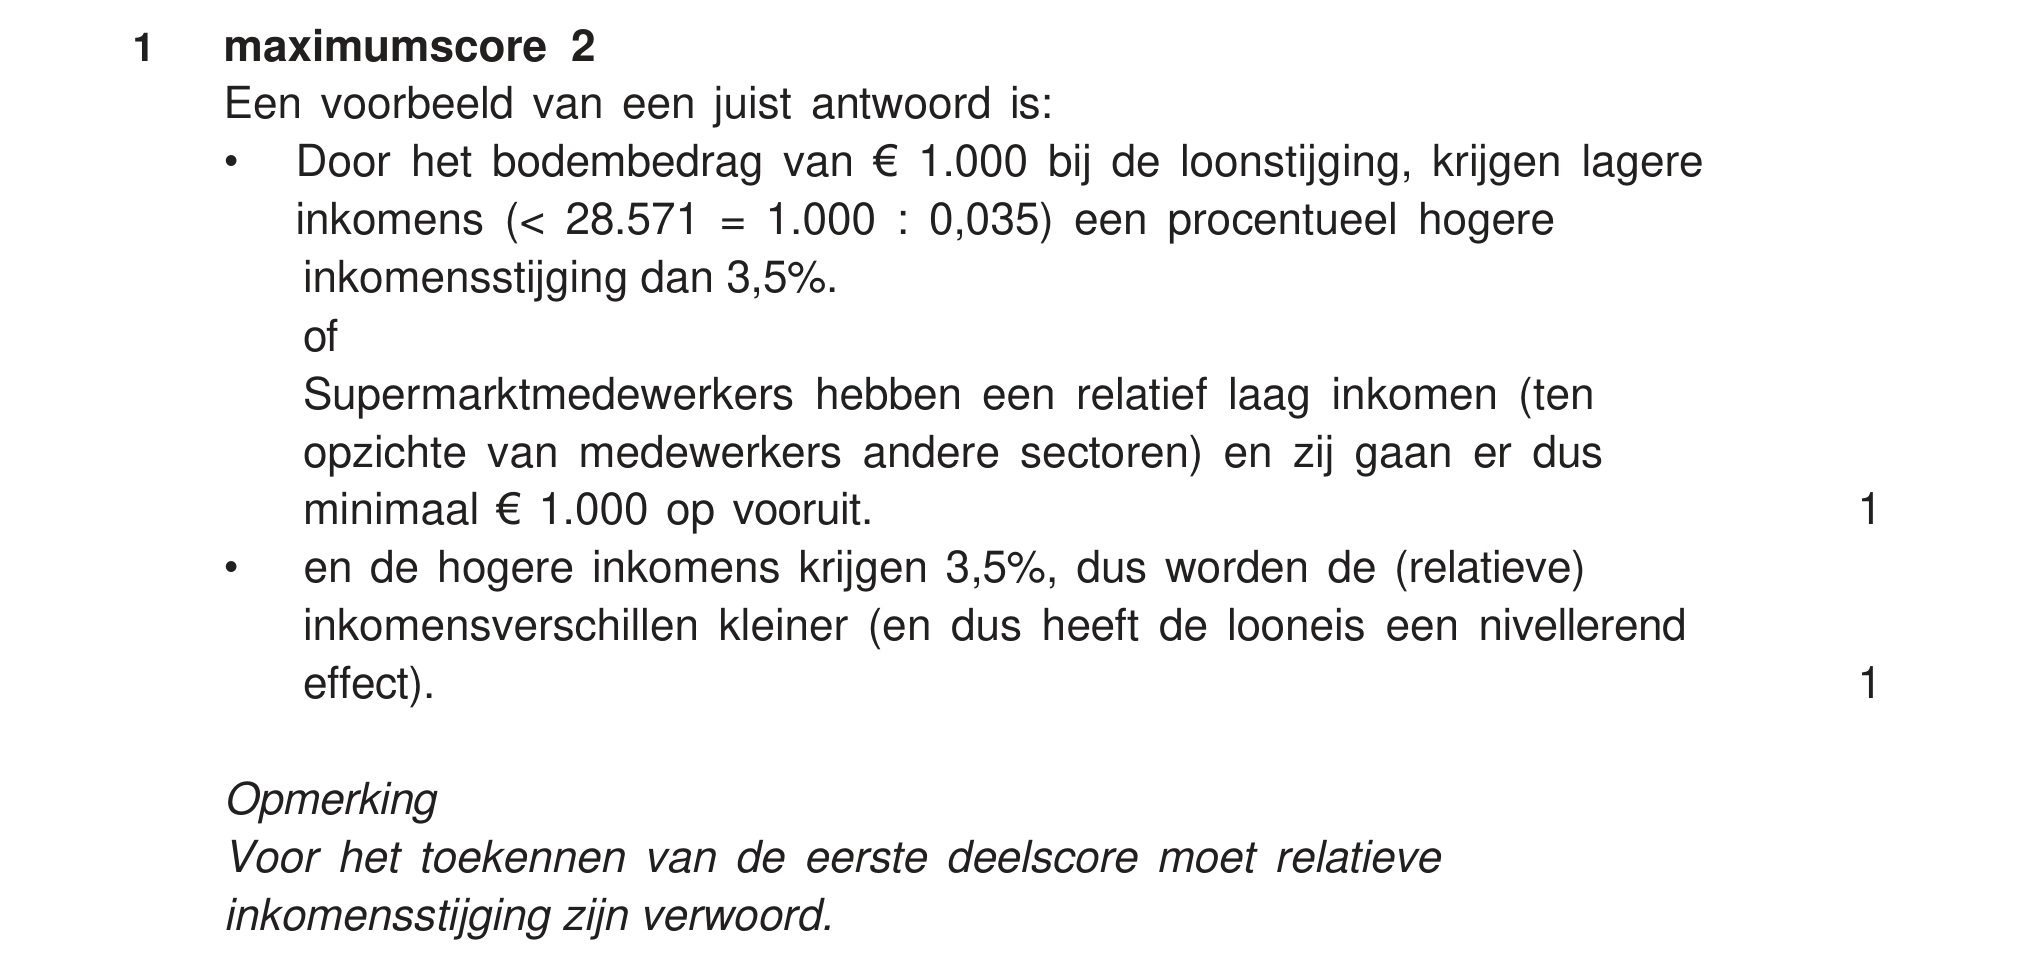 1 maximumscore 2
Een voorbeeld van een juist antwoord is:
• Door het bodembedrag van € 1.000 bij de loonstijging, krijgen lagere
inkomens (< 28.571 = 1.000 : 0,035) een procentueel hogere
inkomensstijging dan 3,5%.
of
Supermarktmedewerkers hebben een relatief laag inkomen (ten
opzichte van medewerkers andere sectoren) en zij gaan er dus
minimaal € 1.000 op vooruit. 1
• en de hogere inkomens krijgen 3,5%, dus worden de (relatieve)
inkomensverschillen kleiner (en dus heeft de looneis een nivellerend
effect). 1
Opmerking
Voor het toekennen van de eerste deelscore moet relatieve
inkomensstijging zijn verwoord.